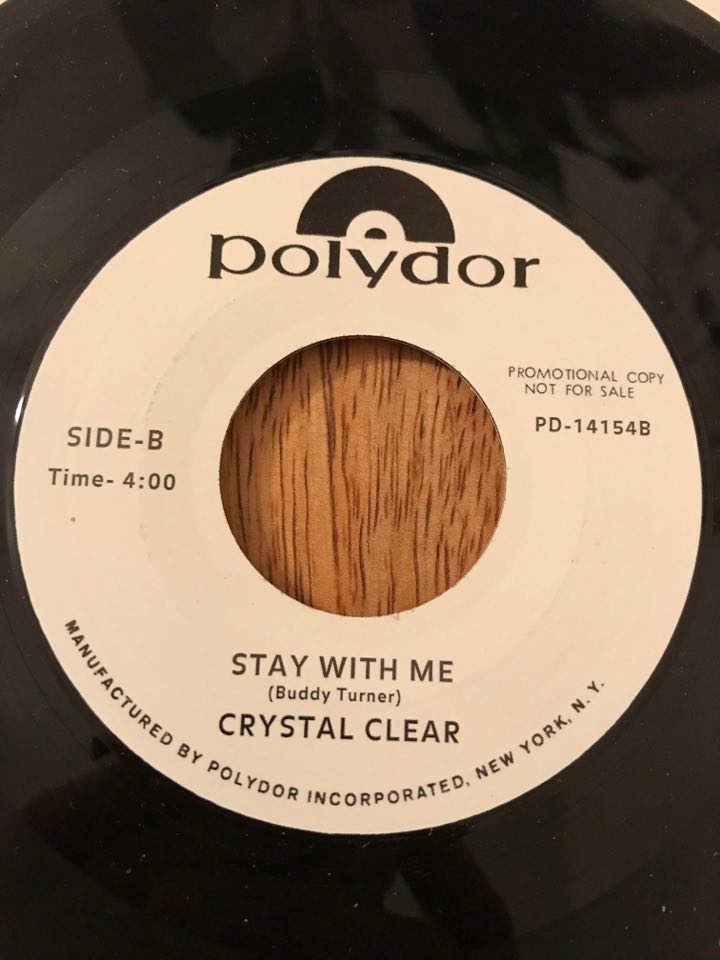 polydor
PROMOTIONAL COPY
NOT FOR SALE
PD-14154B
SIDE-B
Time- 4:00
STAY WITH ME
(Buddy Turner)
CRYSTAL CLEAR
MANUFACTURED BY POLYDOR INCORPORATED, NEW YORK, N. Y.